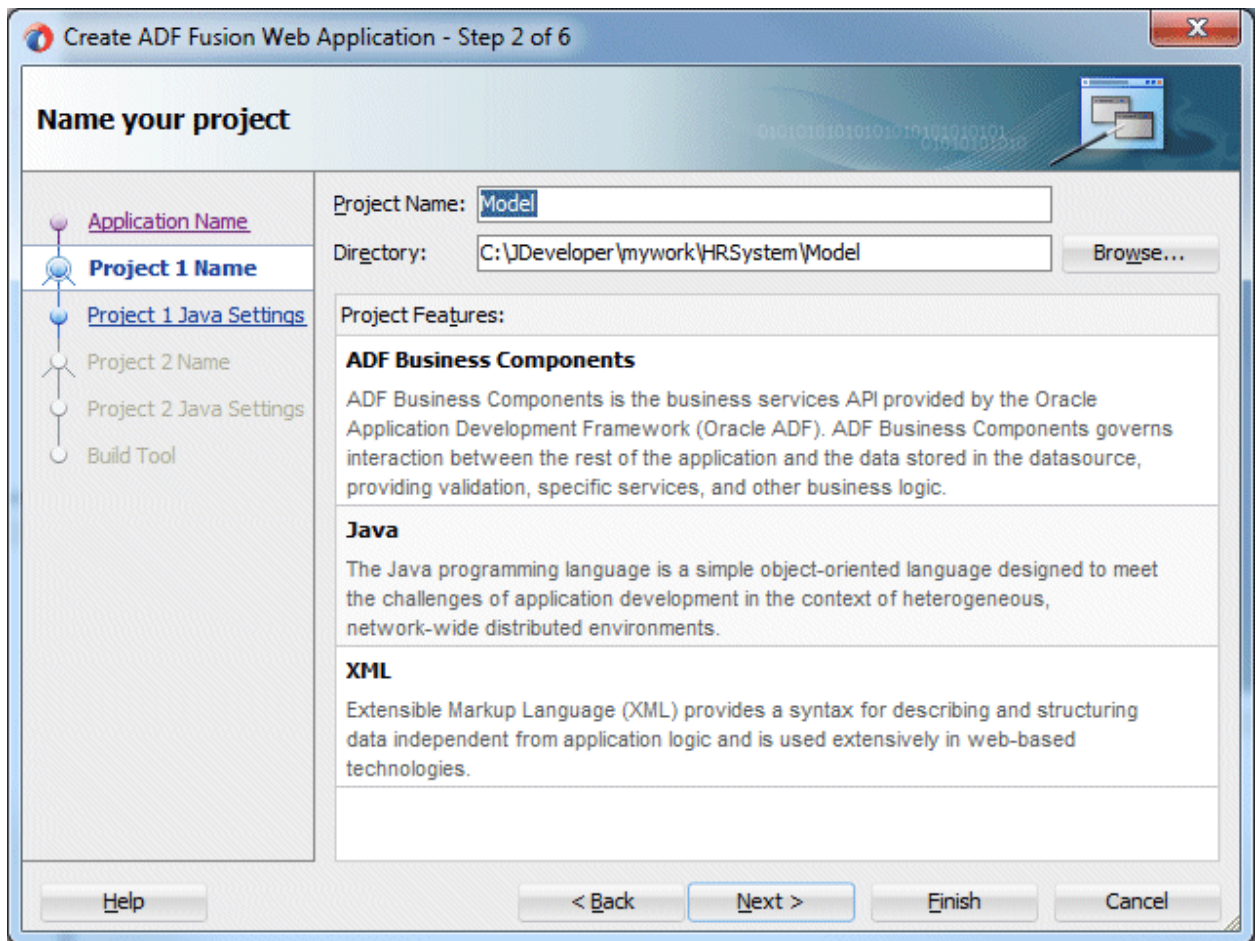 Create ADF Fusion Web Application - Step 2 of 6
Name your project
0101010101010101010101010101
01010101010
Application Name
Project 1 Name
Project 1 Java Settings
Project 2 Name
Project 2 Java Settings
Build Tool
Project Name: Model
Directory: C:\JDeveloper\mywork\HRSystem\Model Browse...
Project Features:
ADF Business Components
ADF Business Components is the business services API provided by the Oracle
Application Development Framework (Oracle ADF). ADF Business Components governs
interaction between the rest of the application and the data stored in the datasource,
providing validation, specific services, and other business logic.
Java
The Java programming language is a simple object-oriented language designed to meet
the challenges of application development in the context of heterogeneous,
network-wide distributed environments.
XML
Extensible Markup Language (XML) provides a syntax for describing and structuring
data independent from application logic and is used extensively in web-based
technologies.
Help < Back Next > Finish Cancel